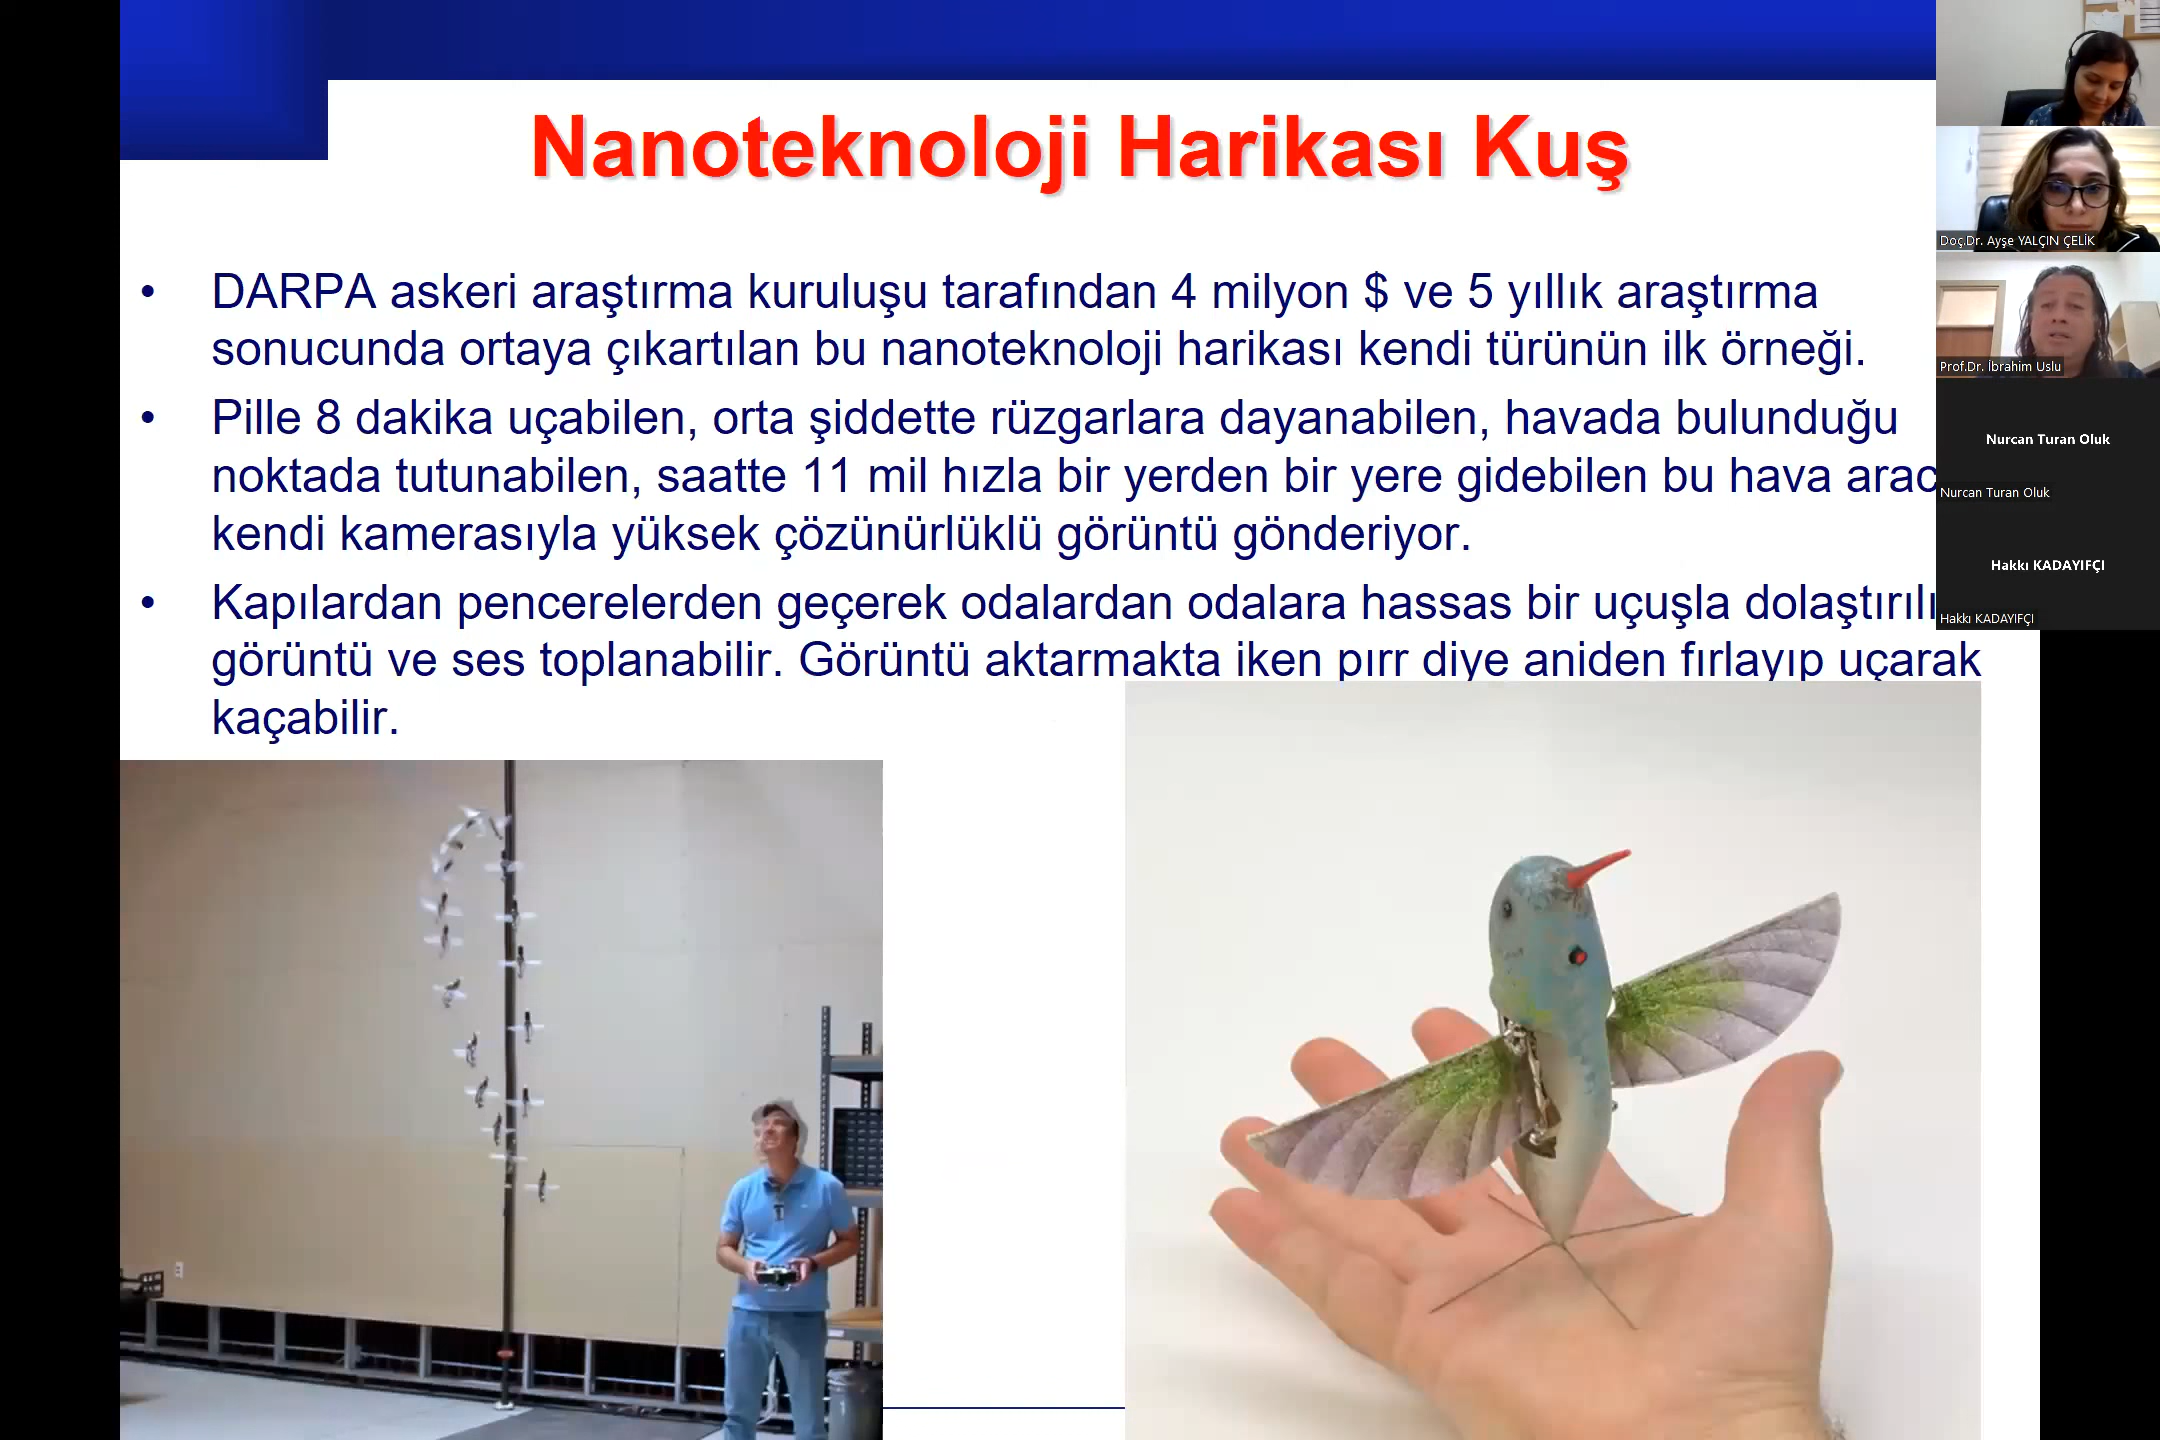 Nanoteknoloji Harikası Kuş
• DARPA askeri araştırma kuruluşu tarafından 4 milyon $ ve 5 yıllık araştırma
sonucunda ortaya çıkartılan bu nanoteknoloji harikası kendi türünün ilk örneği.
• Pille 8 dakika uçabilen, orta şiddette rüzgarlara dayanabilen, havada bulunduğu
noktada tutunabilen, saatte 11 mil hızla bir yerden bir yere gidebilen bu hava
kendi kamerasıyla yüksek çözünürlüklü görüntü gönderiyor.
• Kapılardan pencerelerden geçerek odalardan odalara hassas bir uçuşla
görüntü ve ses toplanabilir. Görüntü aktarmakta iken pırr diye aniden fırlayıp uçarak
kaçabilir.
Doç.Dr. Ayşe YALÇIN ÇELİK
Prof.Dr. İbrahim Uslu
Nurcan Turan Oluk
Nurcan Turan Oluk
Hakkı KADAYIFÇI
Hakkı KADAYIFÇI